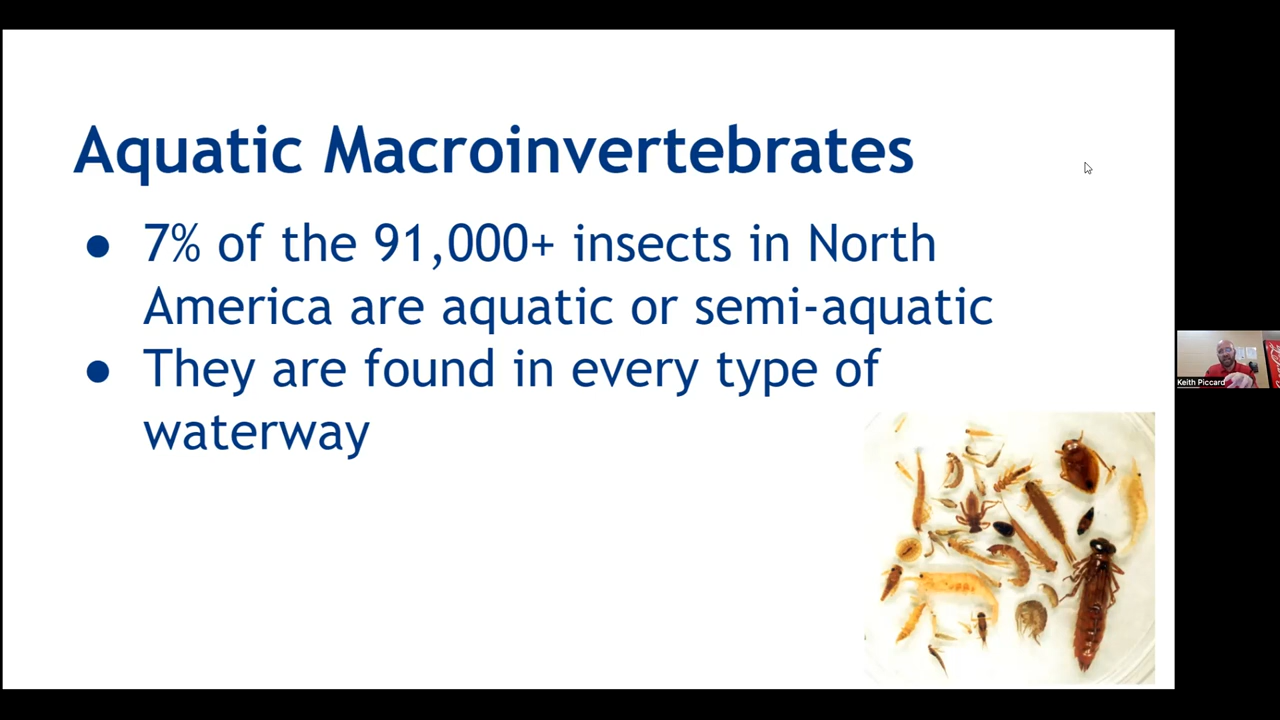 Aquatic Macroinvertebrates
● 7% of the 91,000+ insects in North
America are aquatic or semi-aquatic
● They are found in every type of
waterway
Keith Piccard